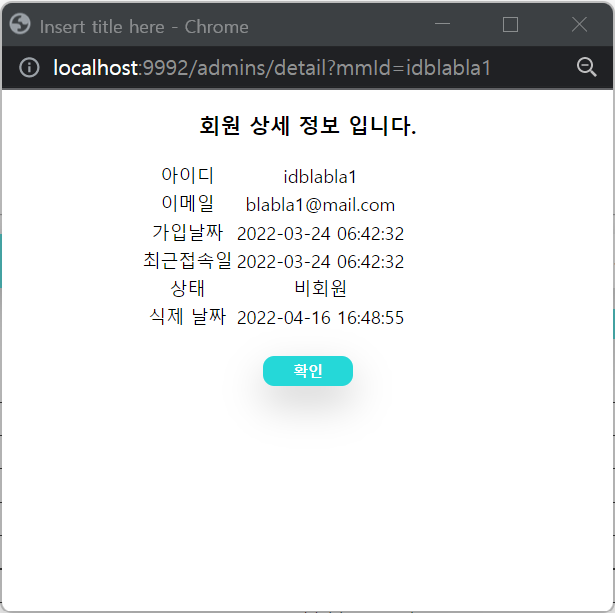 Insert title here - Chrome
localhost:9992/admins/detail?mmId=idblabla1
회원 상세 정보 입니다.
아이디 idblabla1
이메일 blabla1@mail.com
가입날짜 2022-03-24 06:42:32
최근접속일 2022-03-24 06:42:32
상태 비회원
식제 날짜 2022-04-16 16:48:55
확인